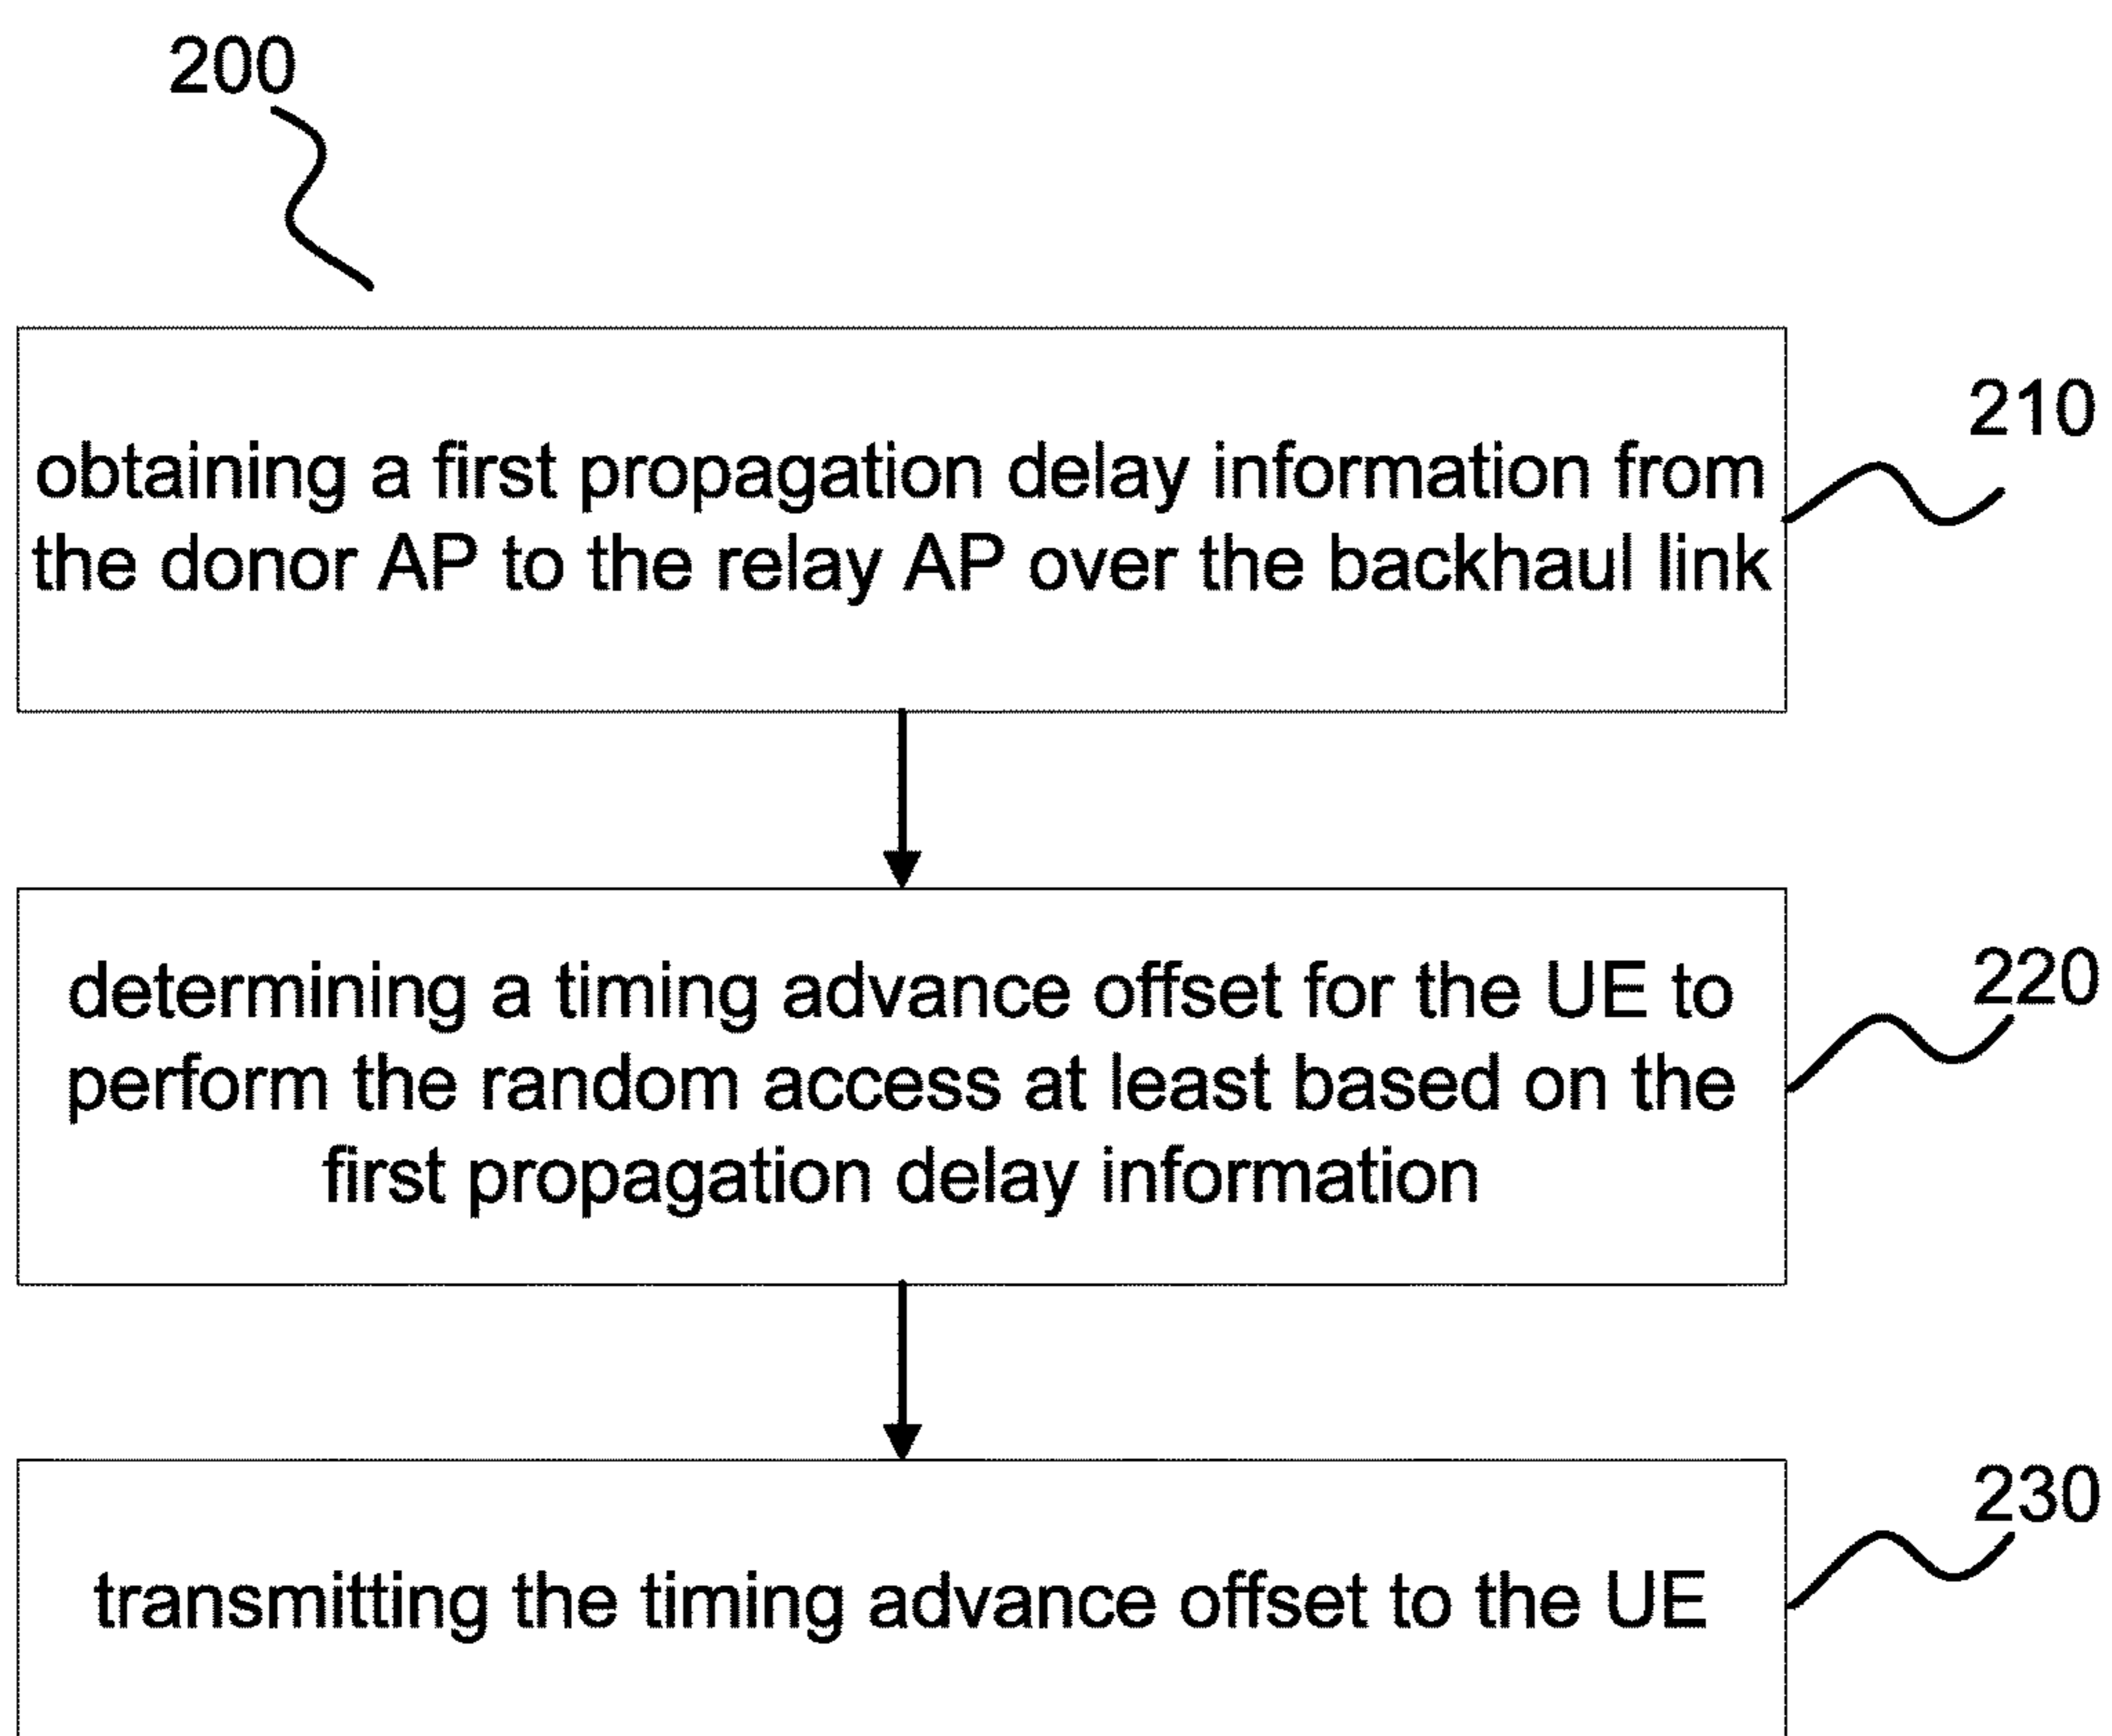 200
obtaining a first propagation delay information from
the donor AP to the relay AP over the backhaul link
210
determining a timing advance offset for the UE to
perform the random access at least based on the
first propagation delay information
220
transmitting the timing advance offset to the UE
230